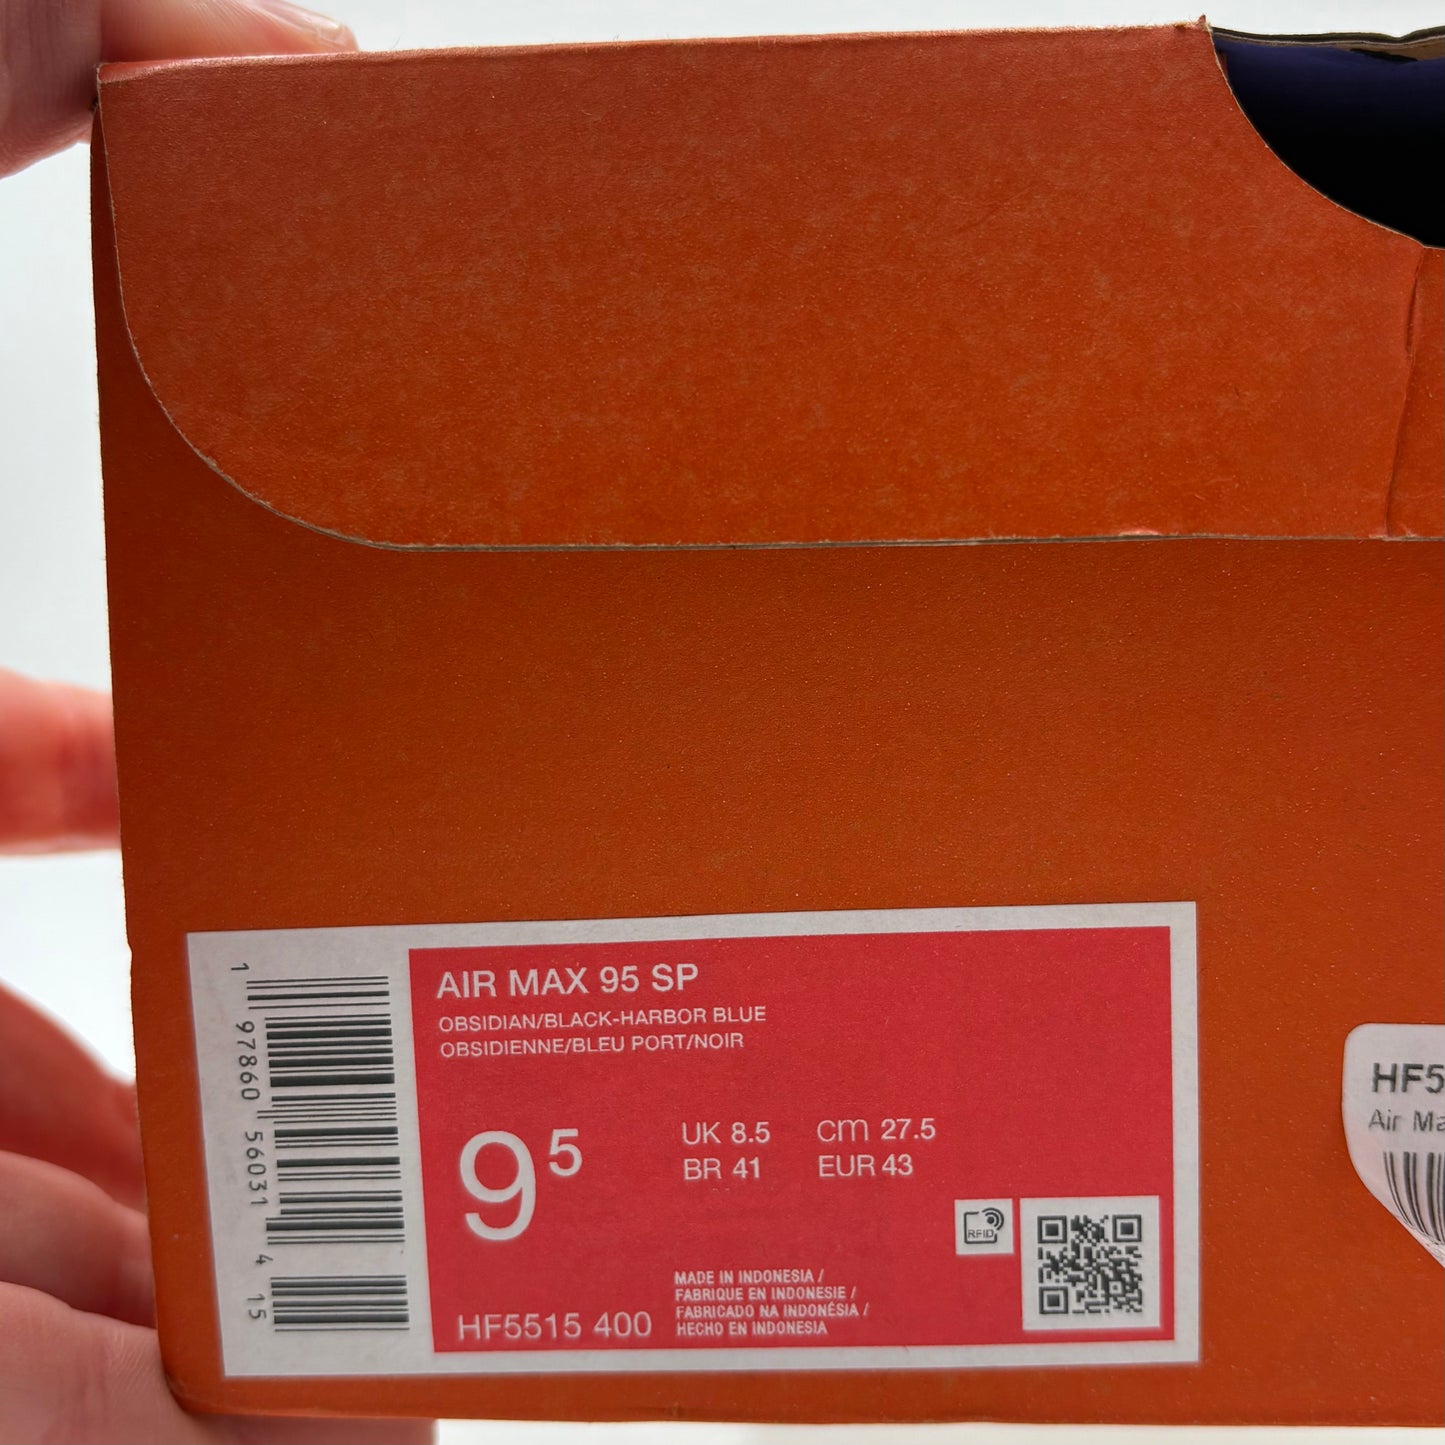 AIR MAX 95 SP
OBSIDIAN/BLACK-HARBOR BLUE
OBSIDIENNE/BLEU PORT/NOIR
9⁵
UK 8.5 cm 27.5
BR 41 EUR 43
RFID
MADE IN INDONESIA /
FABRIQUE EN INDONESIE /
FABRICADO NA INDONÉSIA /
HECHO EN INDONESIA
HF5515 400
1 97860 56031 4 15
HF5
Air Ma